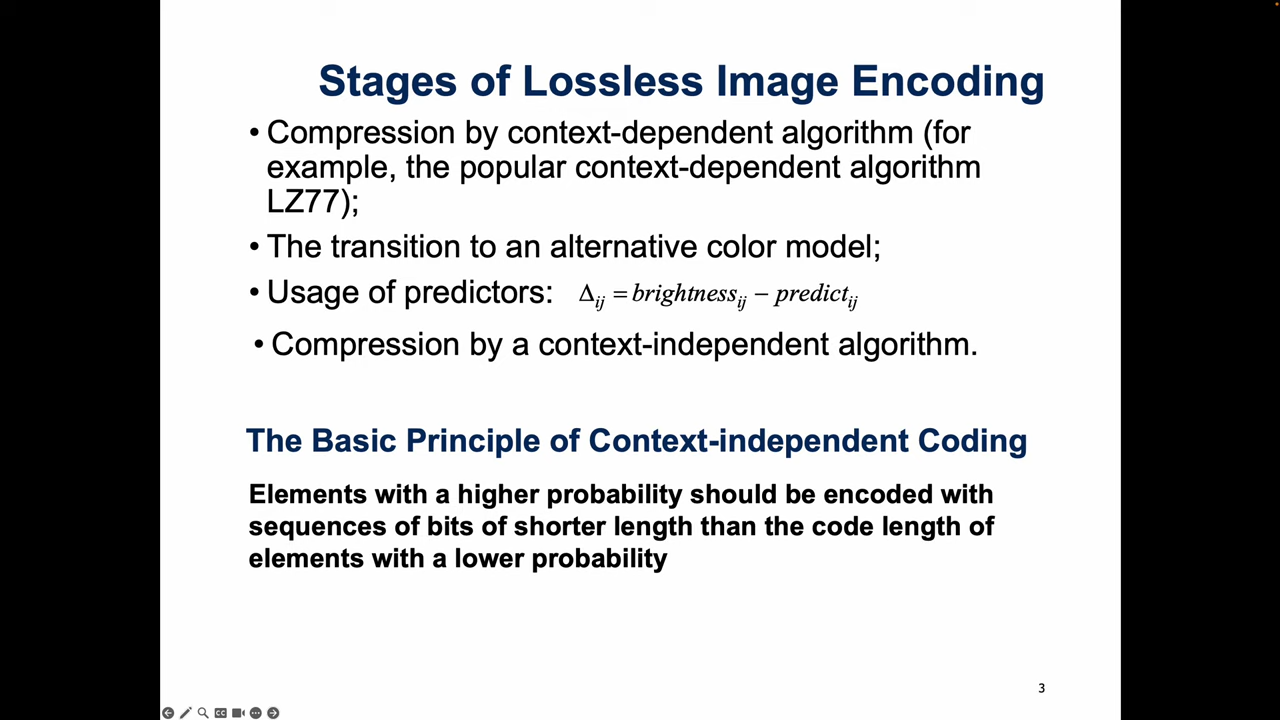 Stages of Lossless Image Encoding
• Compression by context-dependent algorithm (for
example, the popular context-dependent algorithm
LZ77);
• The transition to an alternative color model;
• Usage of predictors: Δij = brightnessij − predictij
• Compression by a context-independent algorithm.
The Basic Principle of Context-independent Coding
Elements with a higher probability should be encoded with
sequences of bits of shorter length than the code length of
elements with a lower probability
3
CC